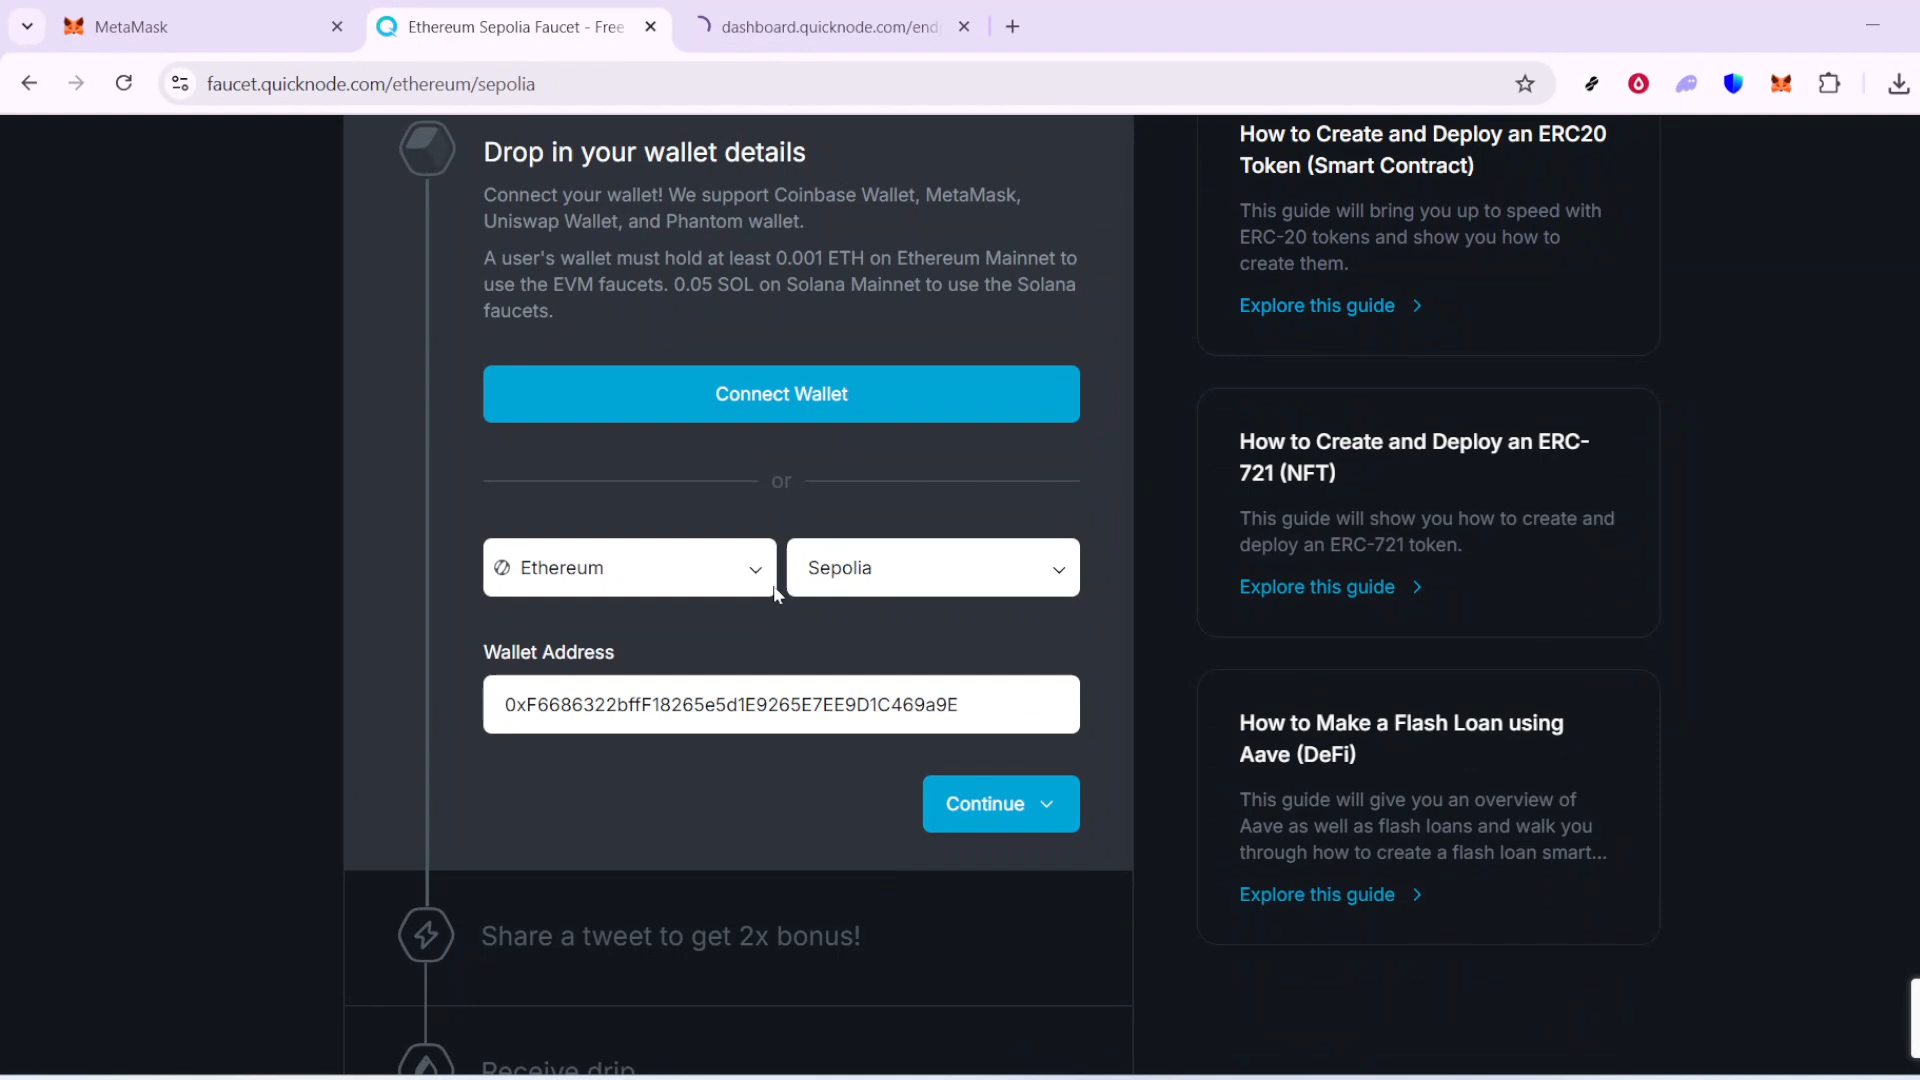 MetaMask
Ethereum Sepolia Faucet - Free
dashboard.quicknode.com/end
faucet.quicknode.com/ethereum/sepolia
Drop in your wallet details
Connect your wallet! We support Coinbase Wallet, MetaMask,
Uniswap Wallet, and Phantom wallet.
A user's wallet must hold at least 0.001 ETH on Ethereum Mainnet to
use the EVM faucets. 0.05 SOL on Solana Mainnet to use the Solana
faucets.
Connect Wallet
or
Ethereum
Sepolia
Wallet Address
0xF6686322bffF18265e5d1E9265E7EE9D1C469a9E
Continue
Share a tweet to get 2x bonus!
Receive drip
How to Create and Deploy an ERC20
Token (Smart Contract)
This guide will bring you up to speed with
ERC-20 tokens and show you how to
create them.
Explore this guide
How to Create and Deploy an ERC-
721 (NFT)
This guide will show you how to create and
deploy an ERC-721 token.
Explore this guide
How to Make a Flash Loan using
Aave (DeFi)
This guide will give you an overview of
Aave as well as flash loans and walk you
through how to create a flash loan smart...
Explore this guide